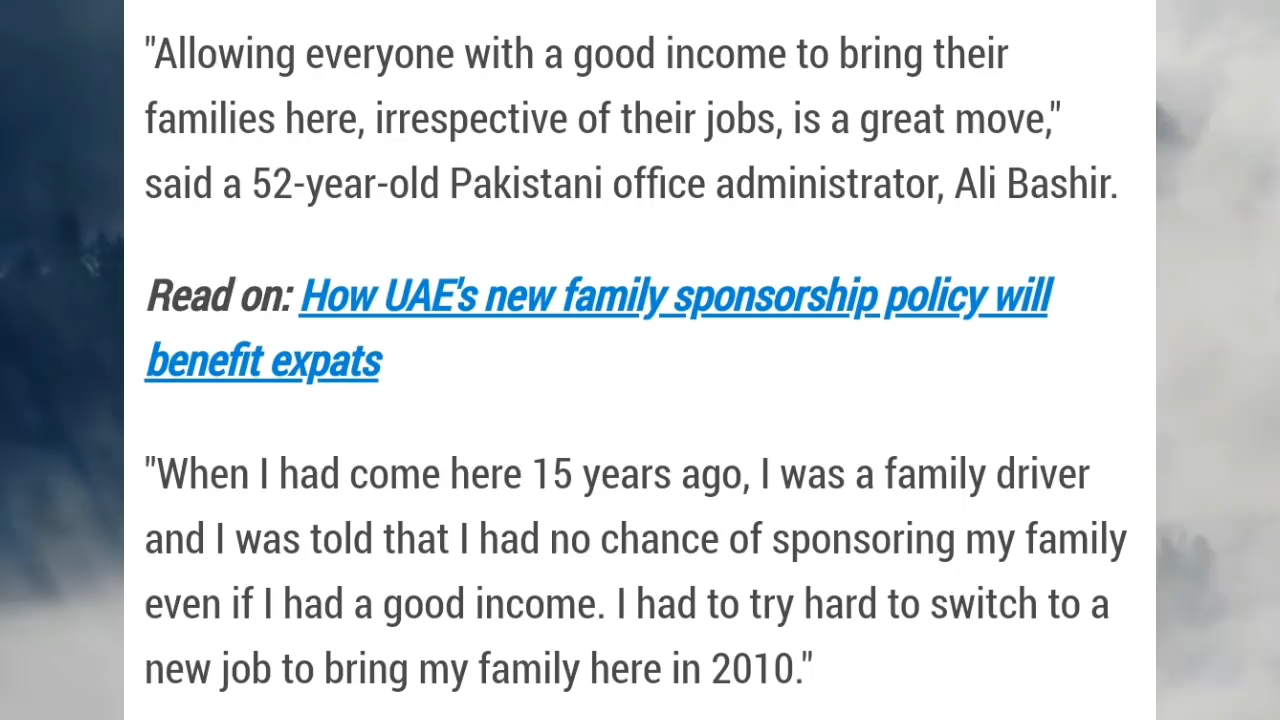 "Allowing everyone with a good income to bring their
families here, irrespective of their jobs, is a great move,"
said a 52-year-old Pakistani office administrator, Ali Bashir.
Read on: How UAE's new family sponsorship policy will
benefit expats
"When I had come here 15 years ago, I was a family driver
and I was told that I had no chance of sponsoring my family
even if I had a good income. I had to try hard to switch to a
new job to bring my family here in 2010."